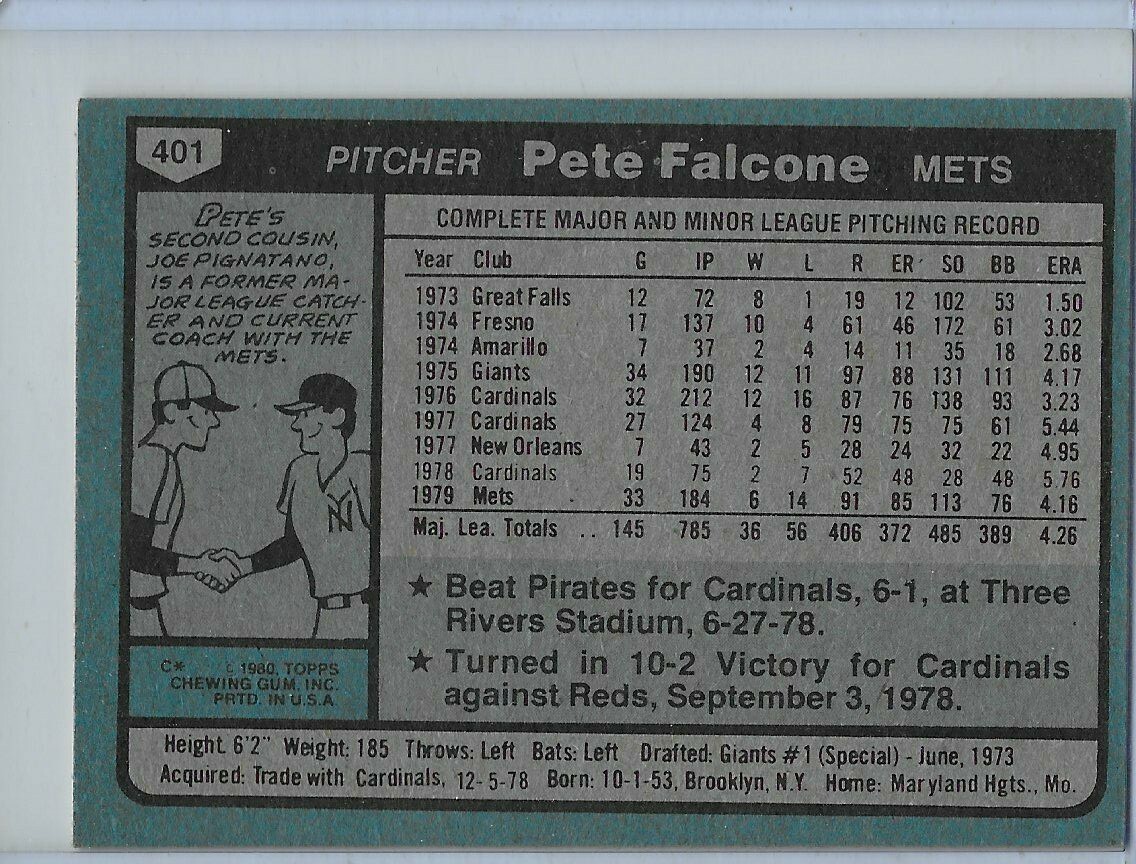 401 PITCHER Pete Falcone METS
PETE'S
SECOND COUSIN,
JOE PIGNATANO,
IS A FORMER MA-
JOR LEAGUE CATCH-
ER AND CURRENT
COACH WITH THE
METS.
NY
C* © 1980. TOPPS
CHEWING GUM, INC.
PRTD. IN U.S.A.
COMPLETE MAJOR AND MINOR LEAGUE PITCHING RECORD
Year Club G IP W L R ER SO BB ERA
1973 Great Falls 12 72 8 1 19 12 102 53 1.50
1974 Fresno 17 137 10 4 61 46 172 61 3.02
1974 Amarillo 7 37 2 4 14 11 35 18 2.68
1975 Giants 34 190 12 11 97 88 131 111 4.17
1976 Cardinals 32 212 12 16 87 76 138 93 3.23
1977 Cardinals 27 124 4 8 79 75 75 61 5.44
1977 New Orleans 7 43 2 5 28 24 32 22 4.95
1978 Cardinals 19 75 2 7 52 48 28 48 5.76
1979 Mets 33 184 6 14 91 85 113 76 4.16
Maj. Lea. Totals .. 145 785 36 56 406 372 485 389 4.26
★ Beat Pirates for Cardinals, 6-1, at Three
Rivers Stadium, 6-27-78.
★ Turned in 10-2 Victory for Cardinals
against Reds, September 3, 1978.
Height: 6'2" Weight: 185 Throws: Left Bats: Left Drafted: Giants #1 (Special) - June, 1973
Acquired: Trade with Cardinals, 12-5-78 Born: 10-1-53, Brooklyn, N.Y. Home: Maryland Hgts., Mo.